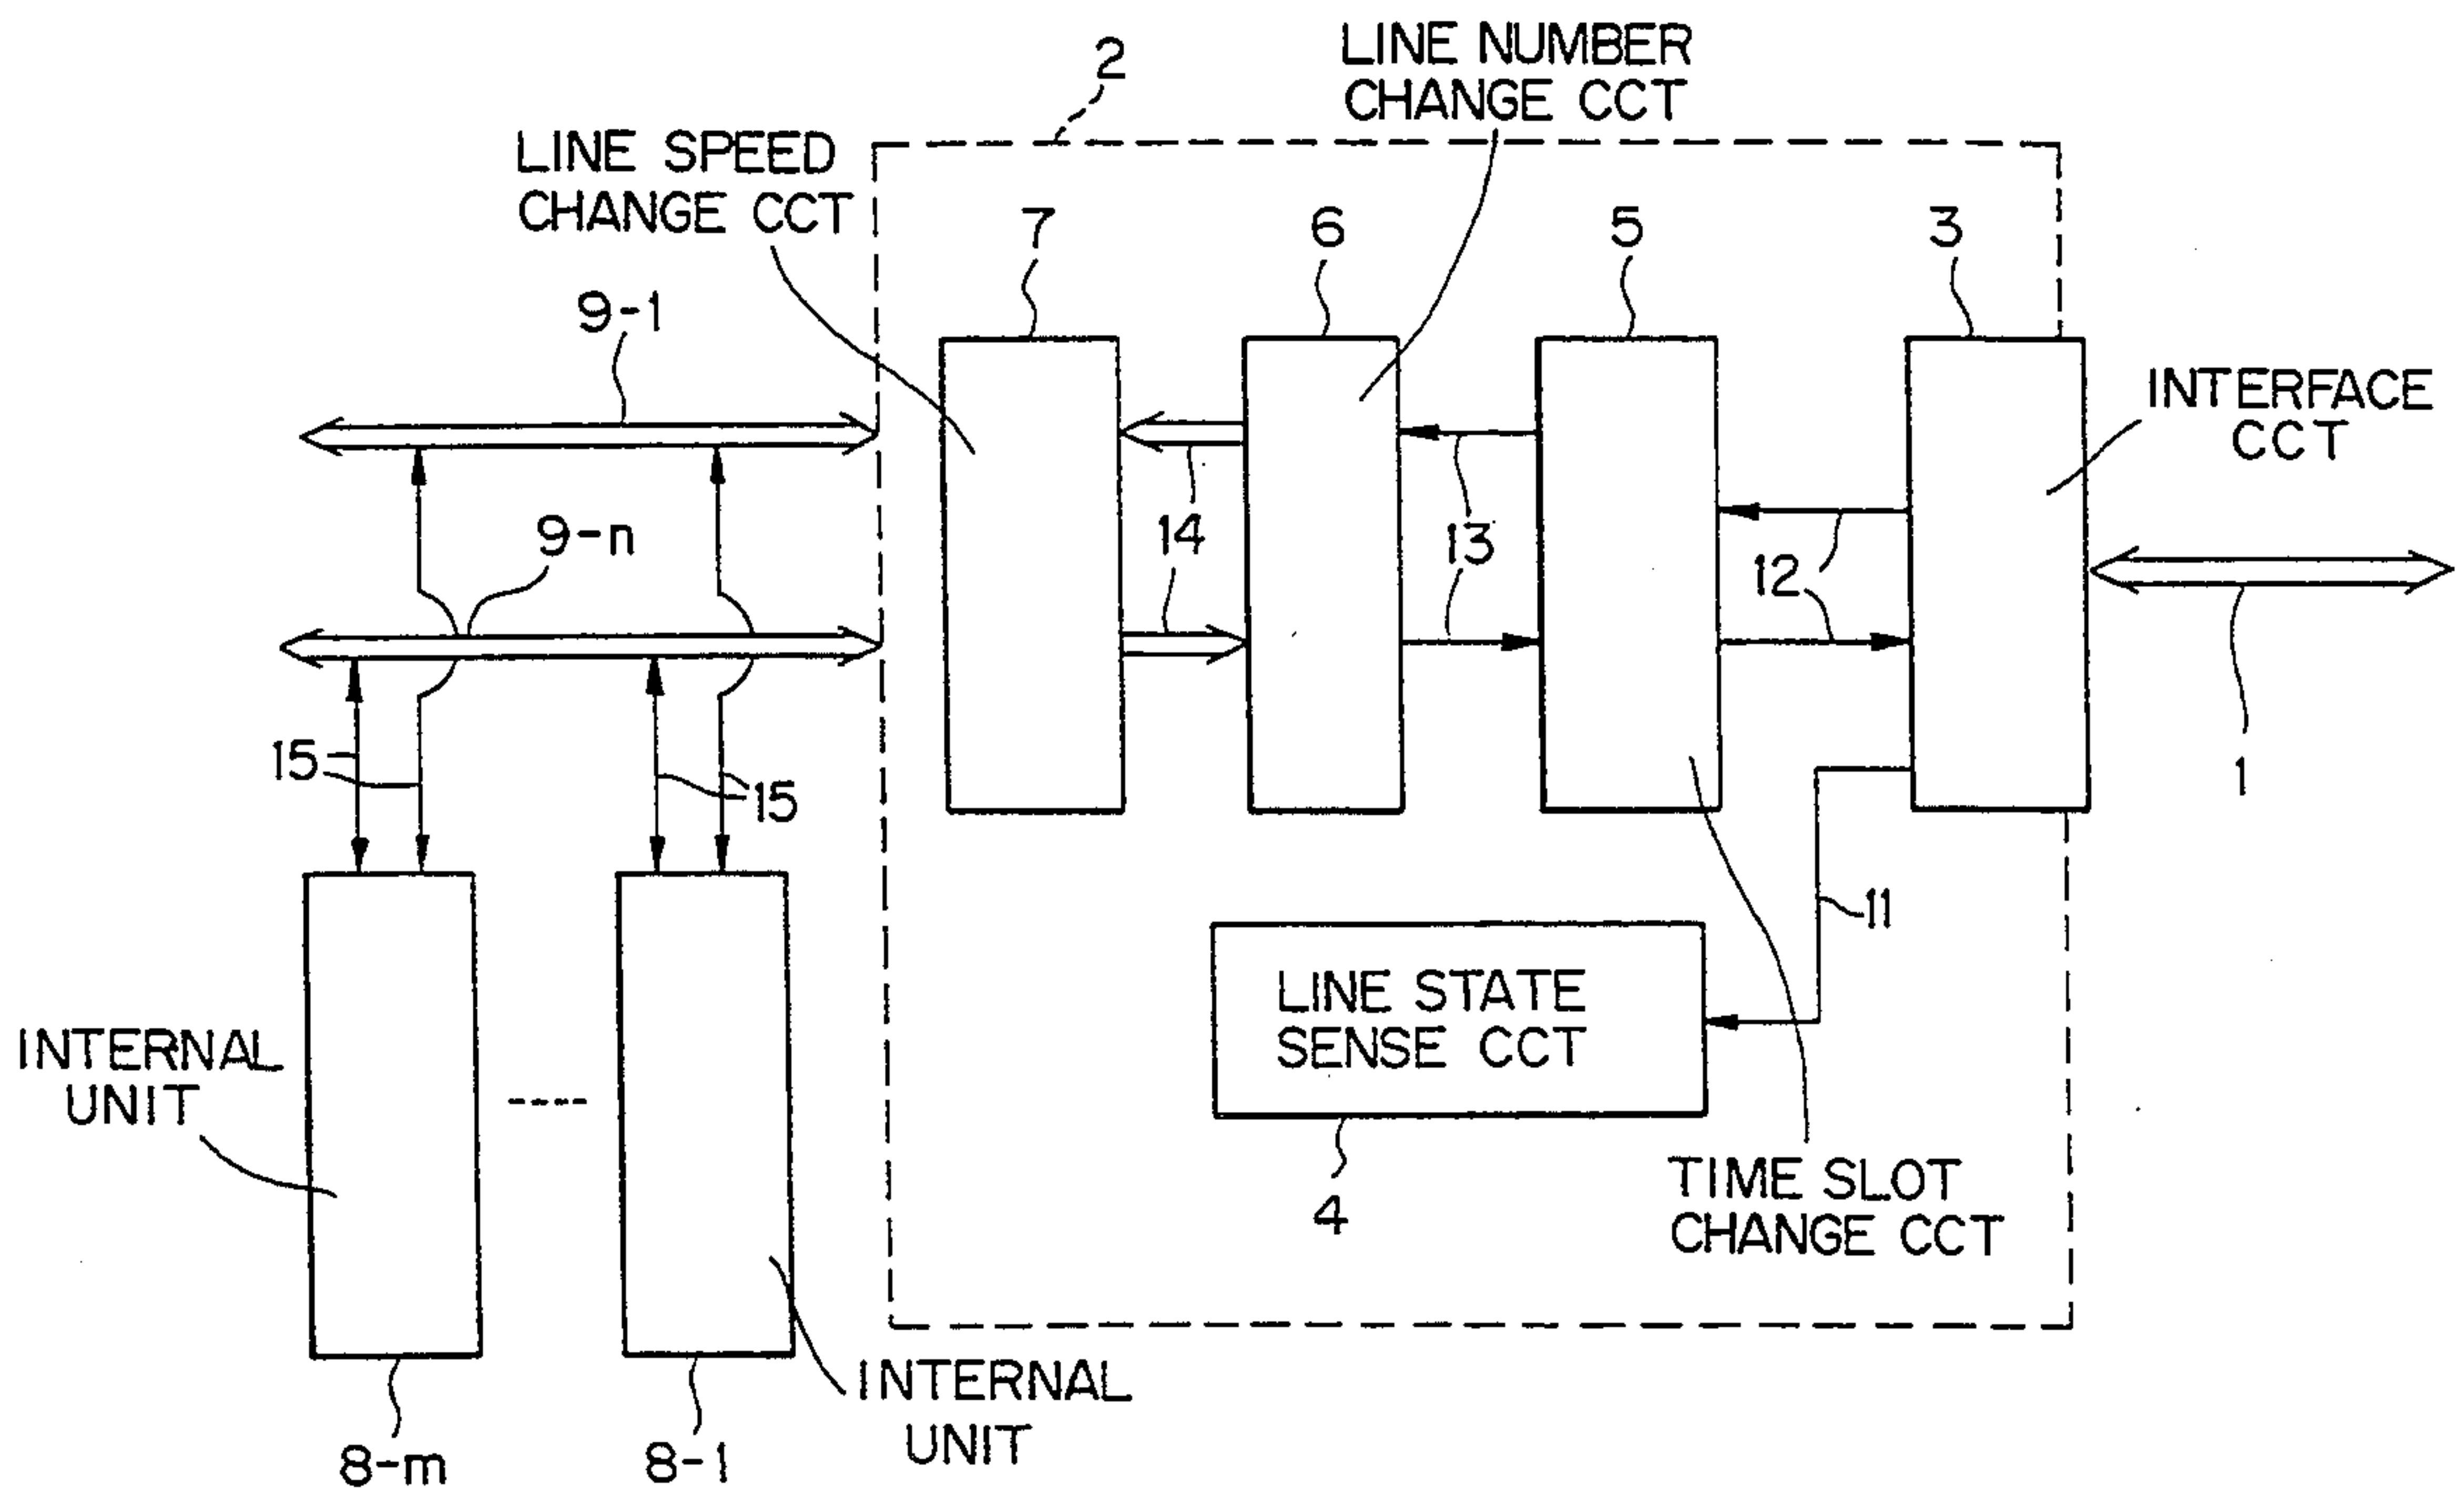 2
LINE NUMBER
CHANGE CCT
LINE SPEED
CHANGE CCT
7
6
5
3
9-1
INTERFACE
CCT
9-n
14
13
12
15
15
1
11
LINE STATE
SENSE CCT
INTERNAL
UNIT
4
TIME SLOT
CHANGE CCT
INTERNAL
UNIT
8-m
8-1